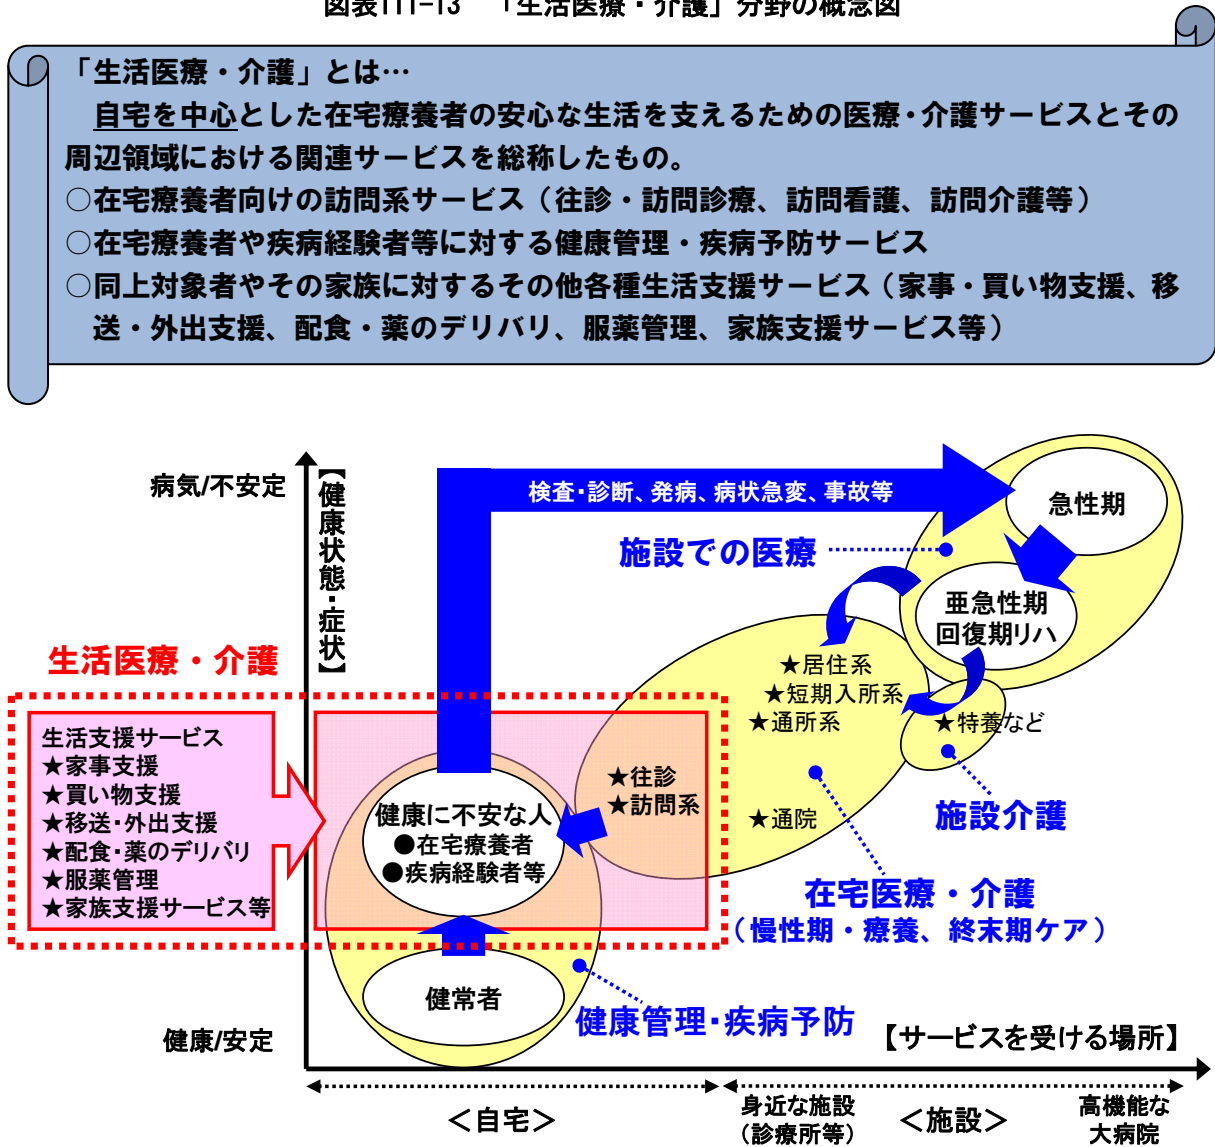 図表111-13 「生活医療・介護」分野の概念図
「生活医療・介護」とは…
自宅を中心とした在宅療養者の安心な生活を支えるための医療・介護サービスとその
周辺領域における関連サービスを総称したもの。
○在宅療養者向けの訪問系サービス（往診・訪問診療、訪問看護、訪問介護等）
○在宅療養者や疾病経験者等に対する健康管理・疾病予防サービス
○同上対象者やその家族に対するその他各種生活支援サービス（家事・買い物支援、移
送・外出支援、配食・薬のデリバリ、服薬管理、家族支援サービス等）
病気/不安定
【健康状態・症状】
検査・診断、発病、病状急変、事故等
急性期
施設での医療
亜急性期
回復期リハ
生活医療・介護
★居住系
★短期入所系
★通所系
★特養など
生活支援サービス
★家事支援
★買い物支援
★移送・外出支援
★配食・薬のデリバリ
★服薬管理
★家族支援サービス等
健康に不安な人
●在宅療養者
●疾病経験者等
★往診
★訪問系
★通院
施設介護
在宅医療・介護
（慢性期・療養、終末期ケア）
健常者
健康管理・疾病予防
健康/安定
【サービスを受ける場所】
＜自宅＞
身近な施設
（診療所等）
＜施設＞
高機能な
大病院